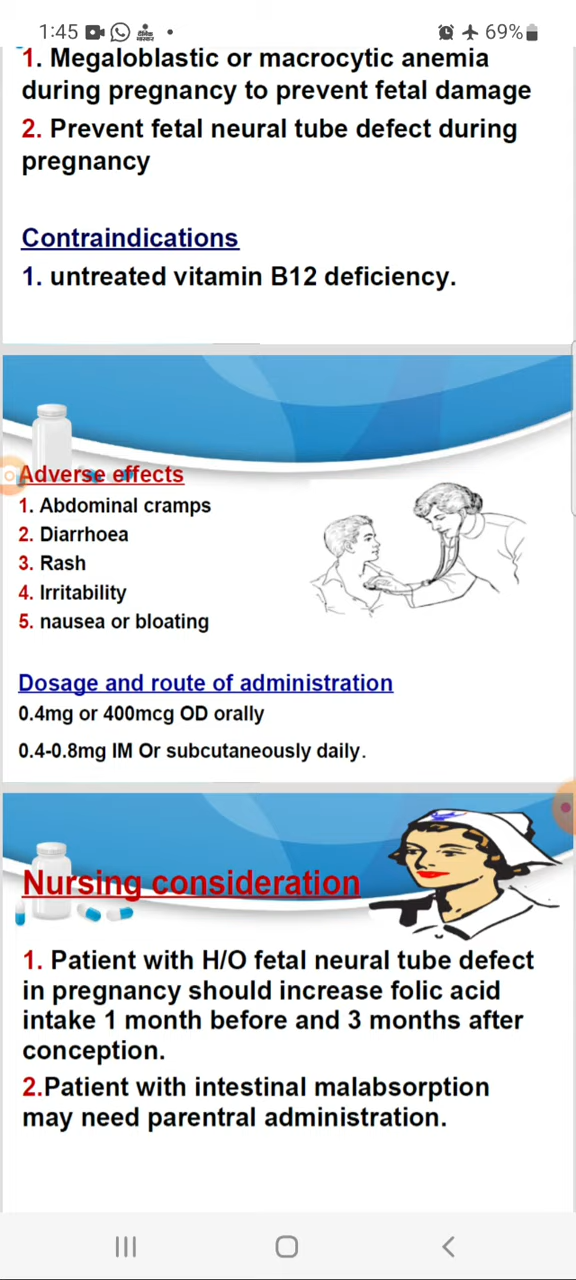 1:45
69%
1. Megaloblastic or macrocytic anemia
during pregnancy to prevent fetal damage
2. Prevent fetal neural tube defect during
pregnancy
Contraindications
1. untreated vitamin B12 deficiency.
Adverse effects
1. Abdominal cramps
2. Diarrhoea
3. Rash
4. Irritability
5. nausea or bloating
Dosage and route of administration
0.4mg or 400mcg OD orally
0.4-0.8mg IM Or subcutaneously daily.
Nursing consideration
1. Patient with H/O fetal neural tube defect
in pregnancy should increase folic acid
intake 1 month before and 3 months after
conception.
2.Patient with intestinal malabsorption
may need parentral administration.